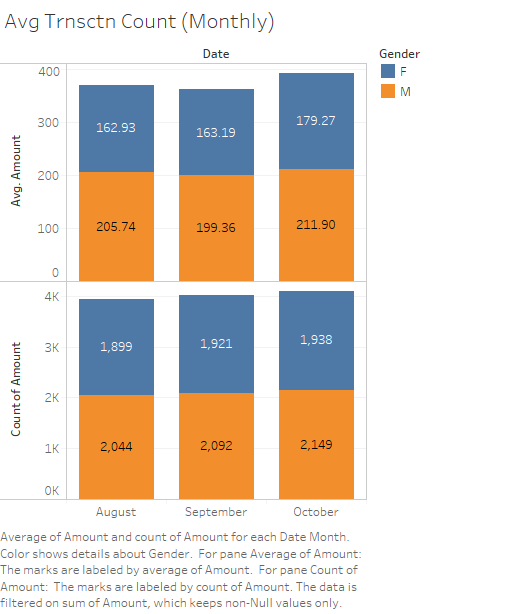 Avg Trnsctn Count (Monthly)
Date
Gender
F
M
400
300
200
100
0
Avg. Amount
162.93
163.19
179.27
205.74
199.36
211.90
4K
3K
2K
1K
0K
Count of Amount
1,899
1,921
1,938
2,044
2,092
2,149
August
September
October
Average of Amount and count of Amount for each Date Month.
Color shows details about Gender. For pane Average of Amount:
The marks are labeled by average of Amount. For pane Count of
Amount: The marks are labeled by count of Amount. The data is
filtered on sum of Amount, which keeps non-Null values only.